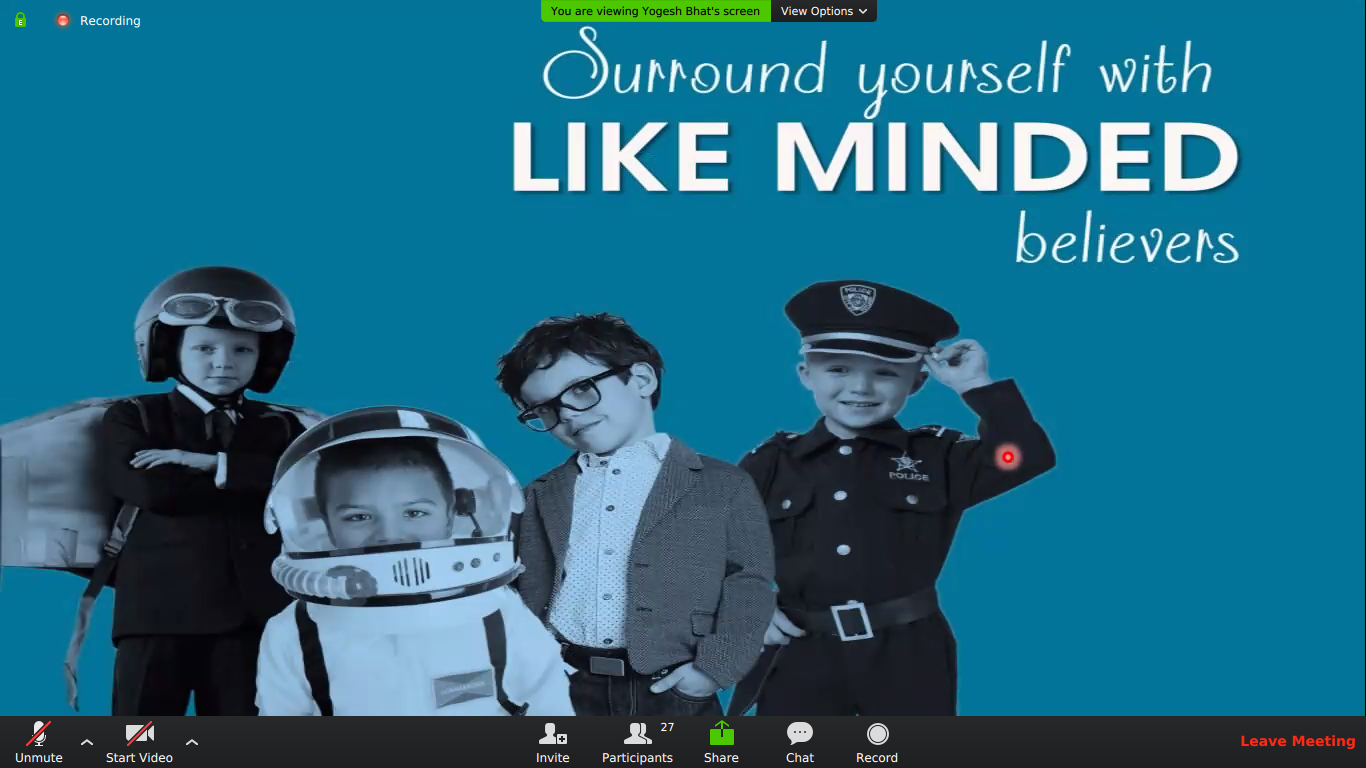 Recording
You are viewing Yogesh Bhat's screen
View Options
Surround yourself with
LIKE MINDED
believers
POLICE
POLICE
Unmute
Start Video
Invite
Participants
27
Share
Chat
Record
Leave Meeting